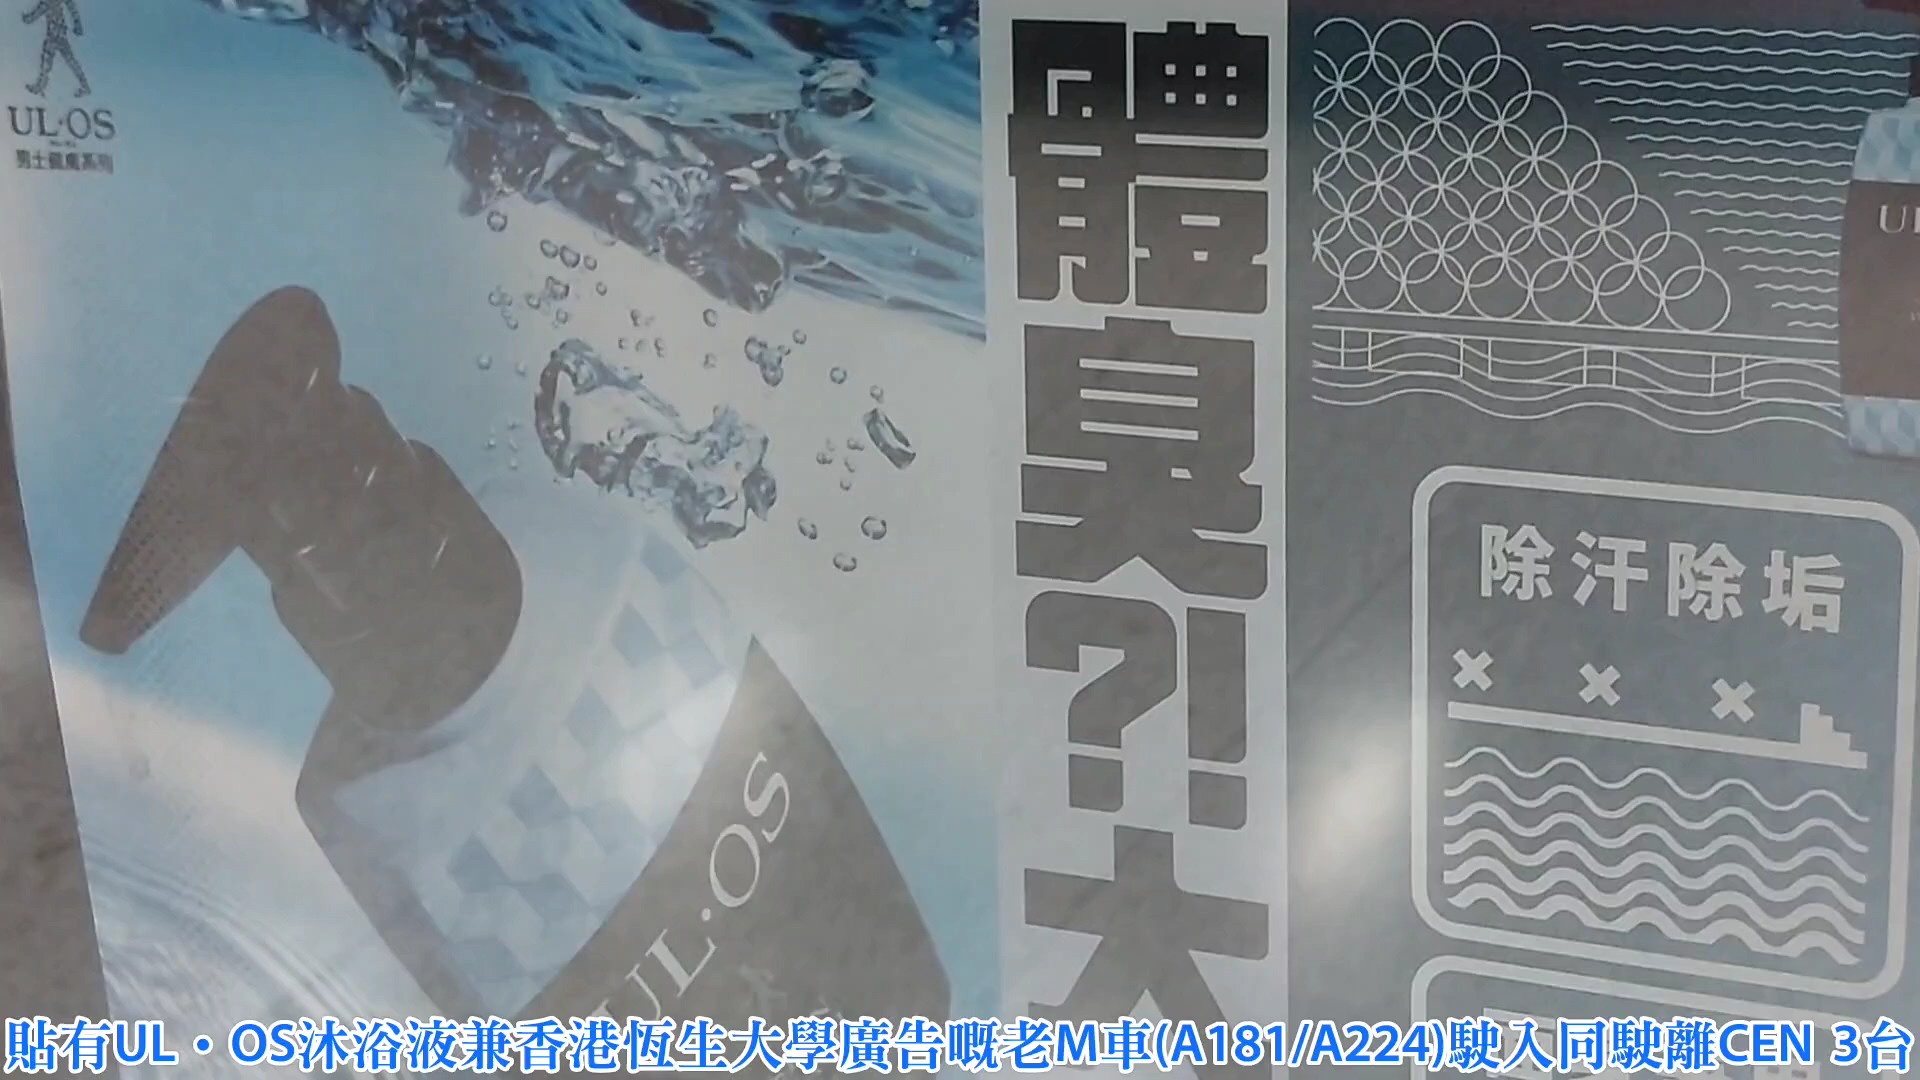 UL·OS
男士護膚系列
體臭?!大
UL
除汗除垢
UL·OS
貼有UL·OS沐浴液兼香港恆生大學廣告嘅老M車(A181/A224)駛入同駛離CEN 3台